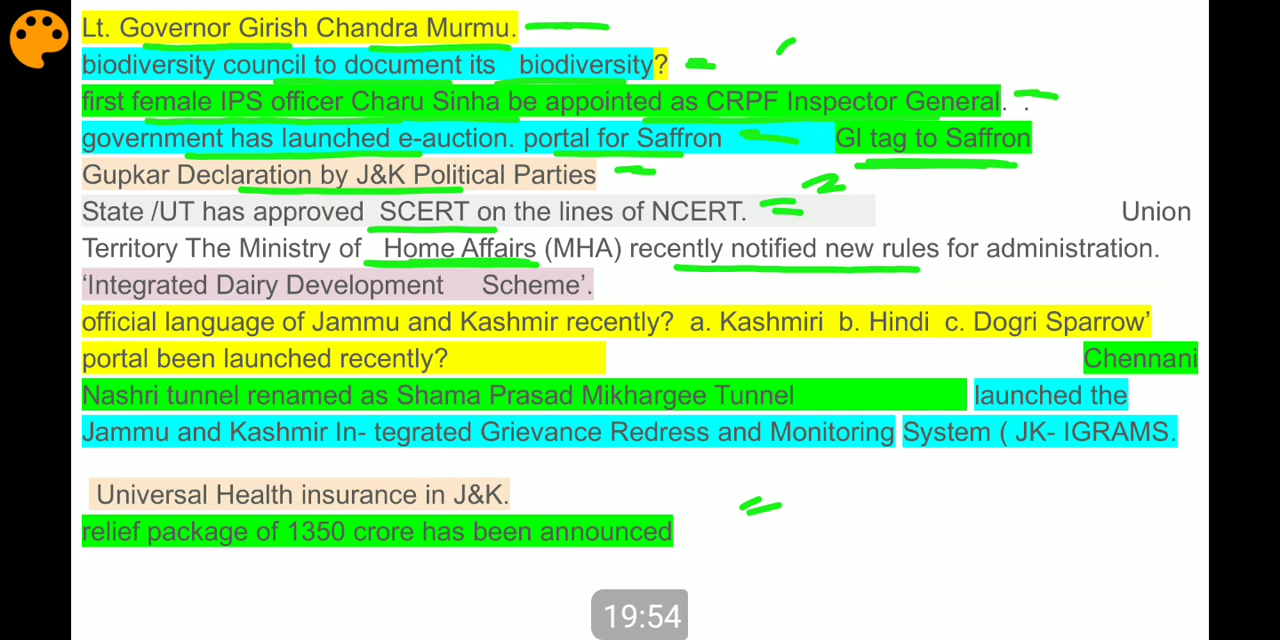 Lt. Governor Girish Chandra Murmu.
biodiversity council to document its biodiversity?
first female IPS officer Charu Sinha be appointed as CRPF Inspector General. .
government has launched e-auction. portal for Saffron GI tag to Saffron
Gupkar Declaration by J&K Political Parties
State /UT has approved SCERT on the lines of NCERT. Union
Territory The Ministry of Home Affairs (MHA) recently notified new rules for administration.
‘Integrated Dairy Development Scheme’.
official language of Jammu and Kashmir recently? a. Kashmiri b. Hindi c. Dogri Sparrow’
portal been launched recently? Chennani
Nashri tunnel renamed as Shama Prasad Mikhargee Tunnel launched the
Jammu and Kashmir In- tegrated Grievance Redress and Monitoring System ( JK- IGRAMS.
Universal Health insurance in J&K.
relief package of 1350 crore has been announced
19:54